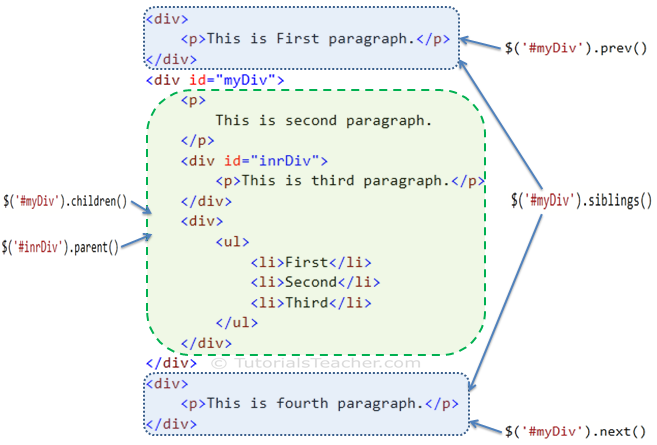 <div>
<p>This is First paragraph.</p>
$('#myDiv').prev()
</div>
<div id="myDiv">
<p>
This is second paragraph.
</p>
<div id="inrDiv">
<p>This is third paragraph.</p>
$('#myDiv').children()
</div>
$('#myDiv').siblings()
<div>
$('#inrDiv').parent()
<ul>
<li>First</li>
<li>Second</li>
<li>Third</li>
</ul>
</div>
</div>
© TutorialsTeacher.com
<div>
<p>This is fourth paragraph.</p>
</div>
$('#myDiv').next()